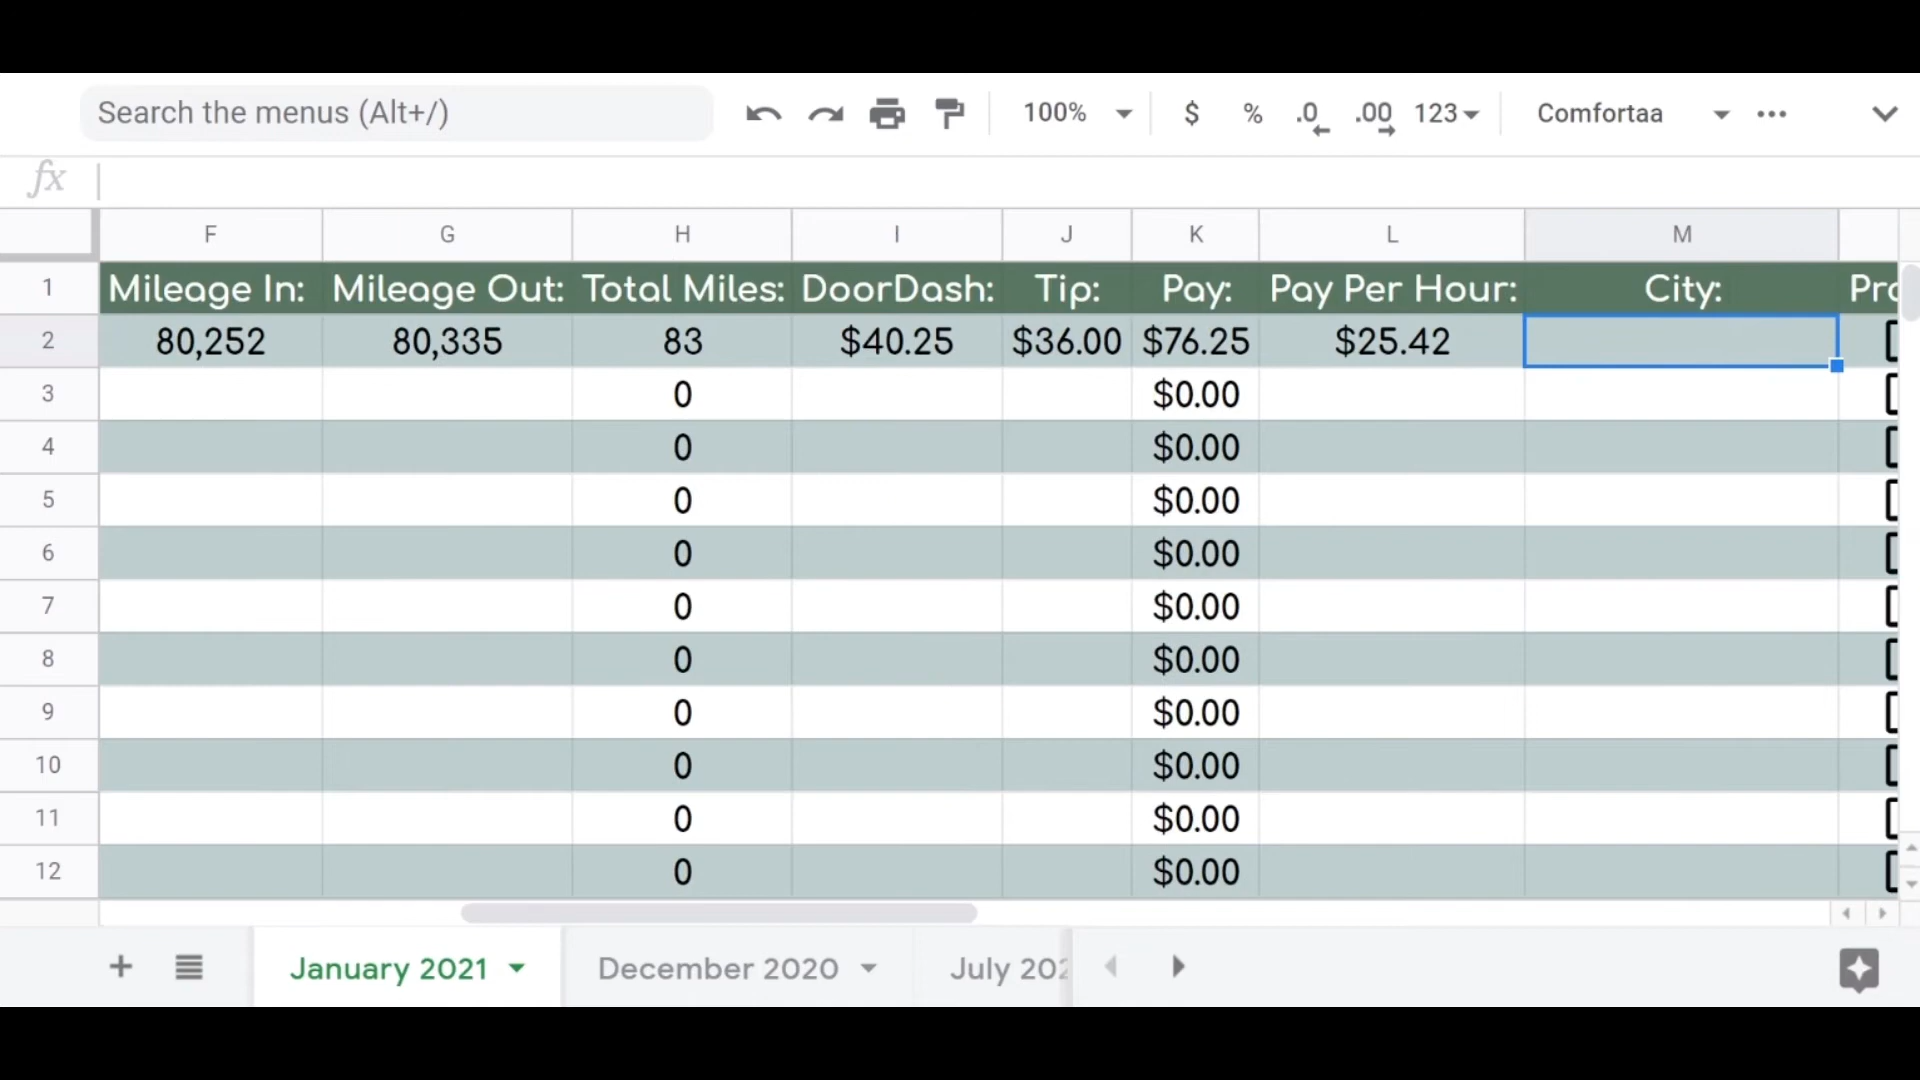 Search the menus (Alt+/)
100%
$
%
.0
.00
123
Comfortaa
fx
F G H I J K L M
1 Mileage In: Mileage Out: Total Miles: DoorDash: Tip: Pay: Pay Per Hour: City:
2 80,252 80,335 83 $40.25 $36.00 $76.25 $25.42
3 0 $0.00
4 0 $0.00
5 0 $0.00
6 0 $0.00
7 0 $0.00
8 0 $0.00
9 0 $0.00
10 0 $0.00
11 0 $0.00
12 0 $0.00
January 2021 December 2020 July 202